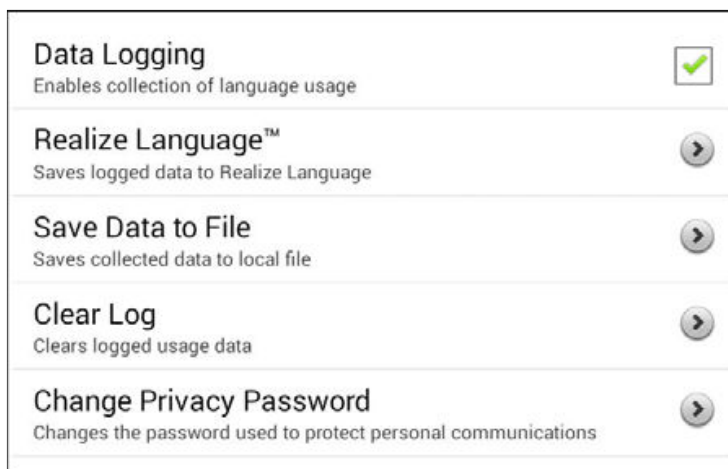 Data Logging
Enables collection of language usage
Realize Language™
Saves logged data to Realize Language
Save Data to File
Saves collected data to local file
Clear Log
Clears logged usage data
Change Privacy Password
Changes the password used to protect personal communications